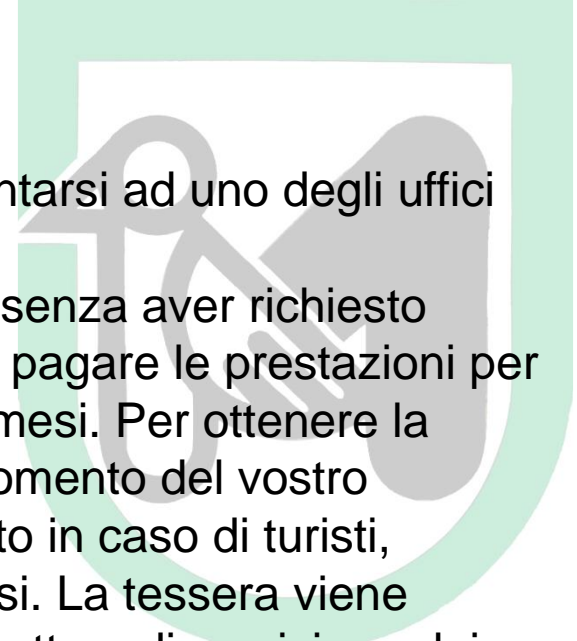 ntarsi ad uno degli uffici
senza aver richiesto
pagare le prestazioni per
mesi. Per ottenere la
omento del vostro
to in caso di turisti,
si. La tessera viene